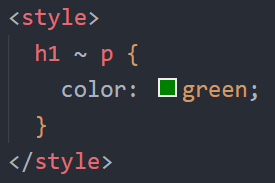 <style>
h1 ~ p {
color: green;
}
</style>